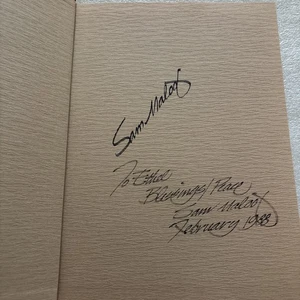 Sam Maloof
To Ethel
Blessings/Peace
Sam Maloof
February 1988